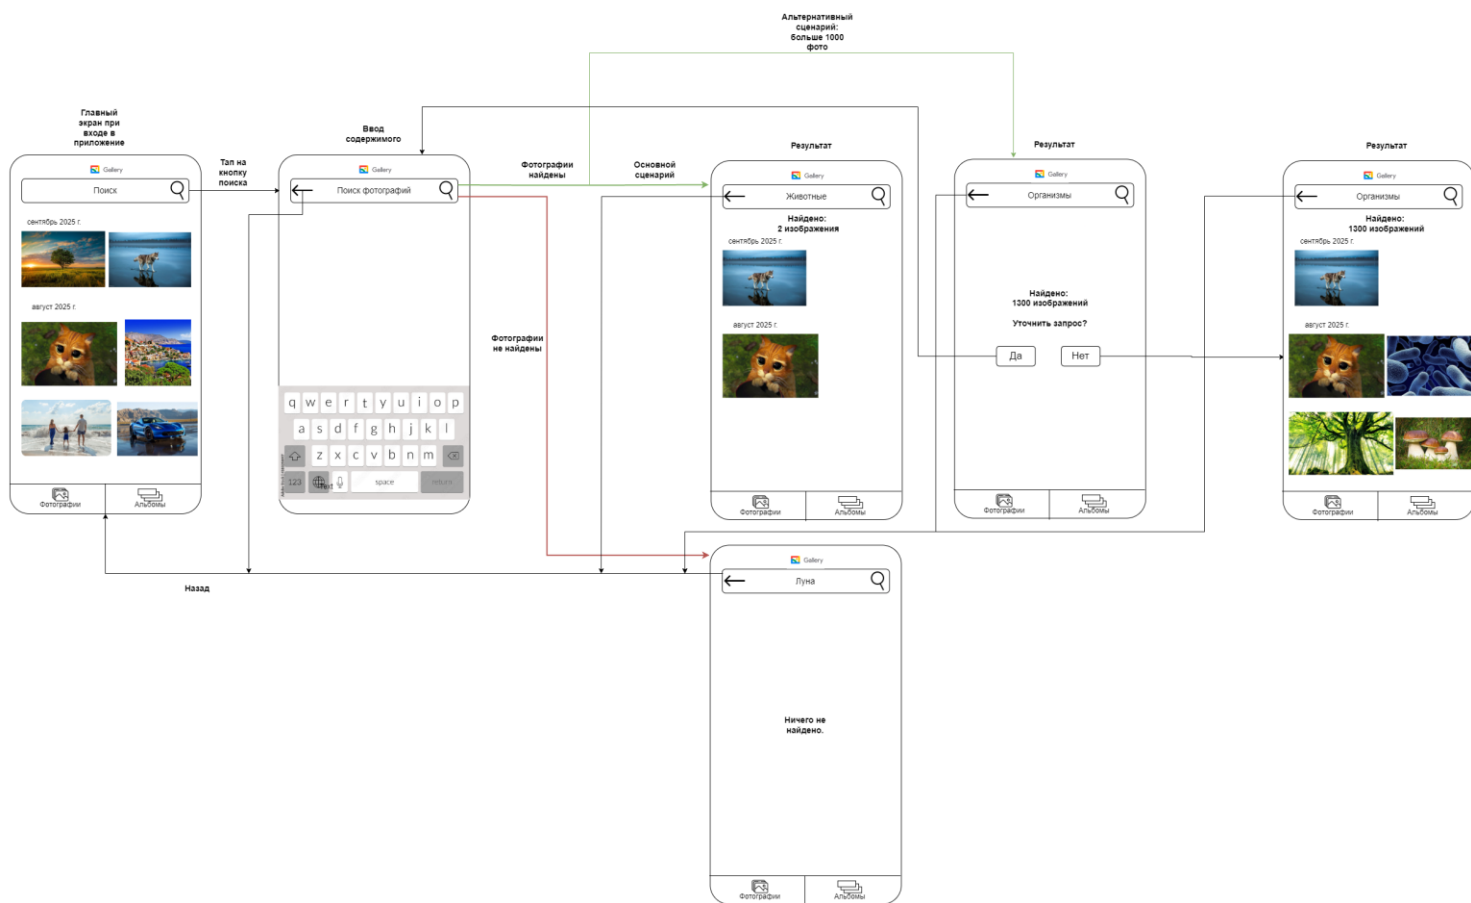 Альтернативный
сценарий:
больше 1000
фото
Главный
экран при
входе в
приложение
Тап на
кнопку
поиска
Ввод
содержимого
Фотографии
найдены
Основной
сценарий
Фотографии
не найдены
Назад
Gallery
Поиск
сентябрь 2025 г.
август 2025 г.
Фотографии
Альбомы
Gallery
Поиск фотографий
q w e r t y u i o p
a s d f g h j k l
z x c v b n m
123
Text
space
return
Результат
Gallery
Животные
Найдено:
2 изображения
сентябрь 2025 г.
август 2025 г.
Фотографии
Альбомы
Результат
Gallery
Организмы
Найдено:
1300 изображений
Уточнить запрос?
Да
Нет
Фотографии
Альбомы
Результат
Gallery
Организмы
Найдено:
1300 изображений
сентябрь 2025 г.
август 2025 г.
Фотографии
Альбомы
Gallery
Луна
Ничего не
найдено.
Фотографии
Альбомы